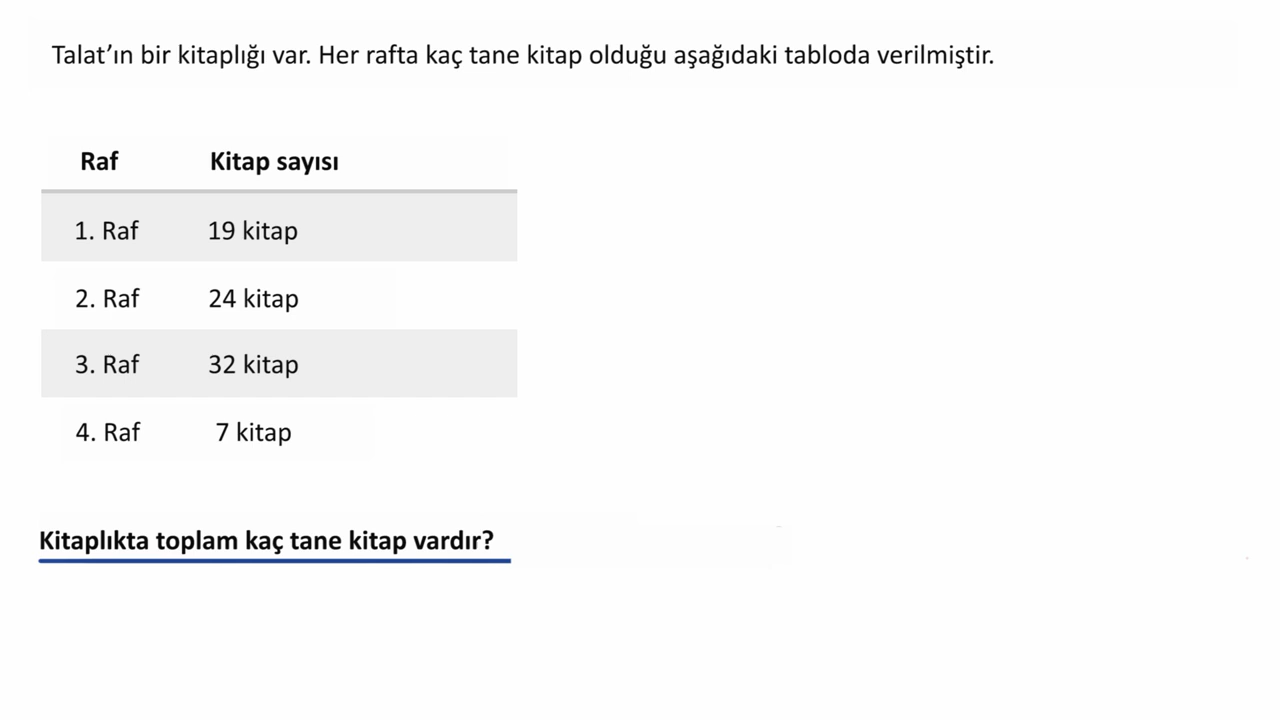 Talat’ın bir kitaplığı var. Her rafta kaç tane kitap olduğu aşağıdaki tabloda verilmiştir.
Raf Kitap sayısı
1. Raf 19 kitap
2. Raf 24 kitap
3. Raf 32 kitap
4. Raf 7 kitap
Kitaplıkta toplam kaç tane kitap vardır?